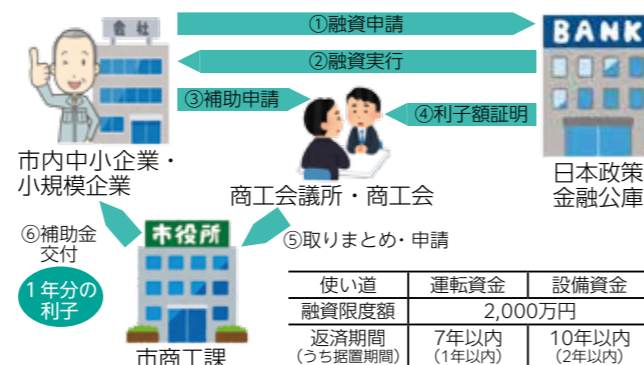 会社
①融資申請
BANK
②融資実行
③補助申請
④利子額証明
市内中小企業・
小規模企業
商工会議所・商工会
日本政策
金融公庫
⑥補助金
交付
市役所
⑤取りまとめ・申請
1年分の
利子
市商工課
使い道 運転資金 設備資金
融資限度額 2,000万円
返済期間 7年以内 10年以内
(うち据置期間) (1年以内) (2年以内)